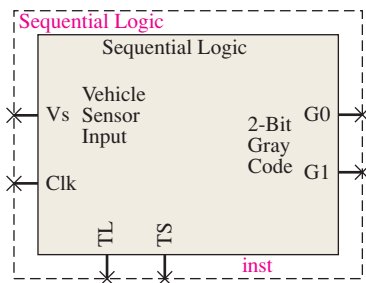 Sequential Logic
Sequential Logic
Vs
Vehicle
Sensor
Input
Clk
2-Bit
Gray
Code
G0
G1
TL
TS
inst